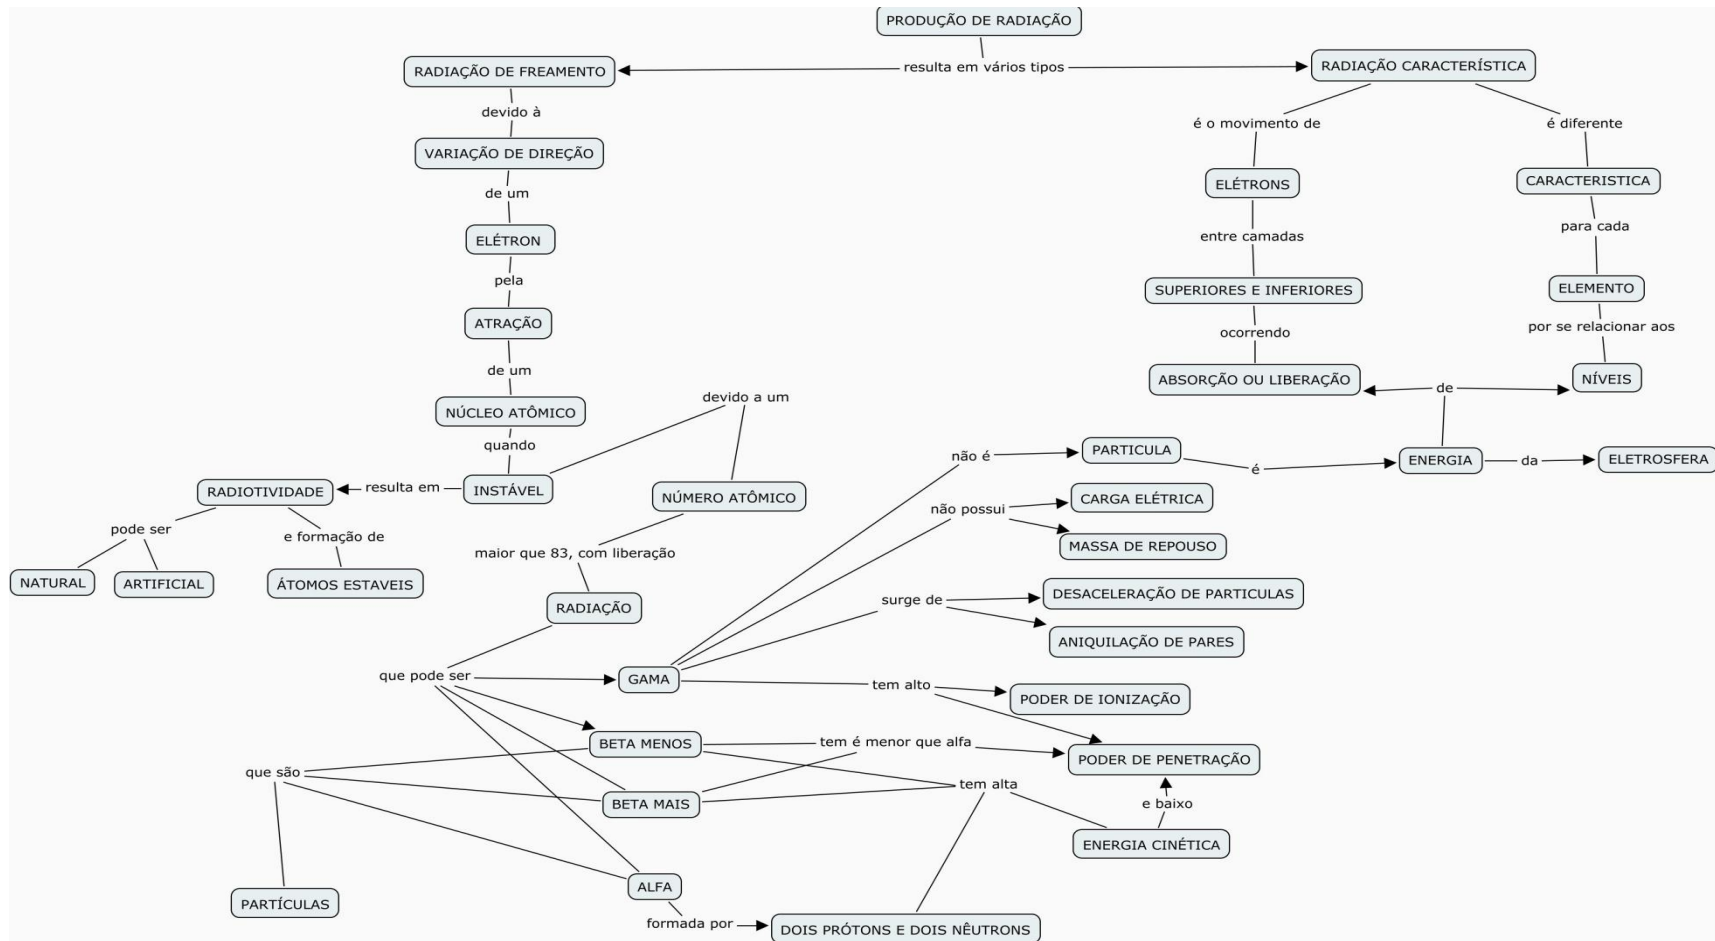 PRODUÇÃO DE RADIAÇÃO
RADIAÇÃO DE FREAMENTO
resulta em vários tipos
RADIAÇÃO CARACTERÍSTICA
devido à
é o movimento de
é diferente
VARIAÇÃO DE DIREÇÃO
ELÉTRONS
CARACTERISTICA
de um
entre camadas
para cada
ELÉTRON
pela
SUPERIORES E INFERIORES
ELEMENTO
ATRAÇÃO
ocorrendo
por se relacionar aos
de um
ABSORÇÃO OU LIBERAÇÃO
de
NÍVEIS
NÚCLEO ATÔMICO
devido a um
quando
não é
PARTICULA
é
ENERGIA
da
ELETROSFERA
RADIOTIVIDADE
resulta em
INSTÁVEL
NÚMERO ATÔMICO
CARGA ELÉTRICA
não possui
pode ser
e formação de
maior que 83, com liberação
MASSA DE REPOUSO
NATURAL
ARTIFICIAL
ÁTOMOS ESTAVEIS
RADIAÇÃO
surge de
DESACELERAÇÃO DE PARTICULAS
ANIQUILAÇÃO DE PARES
que pode ser
GAMA
tem alto
PODER DE IONIZAÇÃO
BETA MENOS
tem é menor que alfa
PODER DE PENETRAÇÃO
que são
BETA MAIS
tem alta
e baixo
ENERGIA CINÉTICA
ALFA
PARTÍCULAS
formada por
DOIS PRÓTONS E DOIS NÊUTRONS